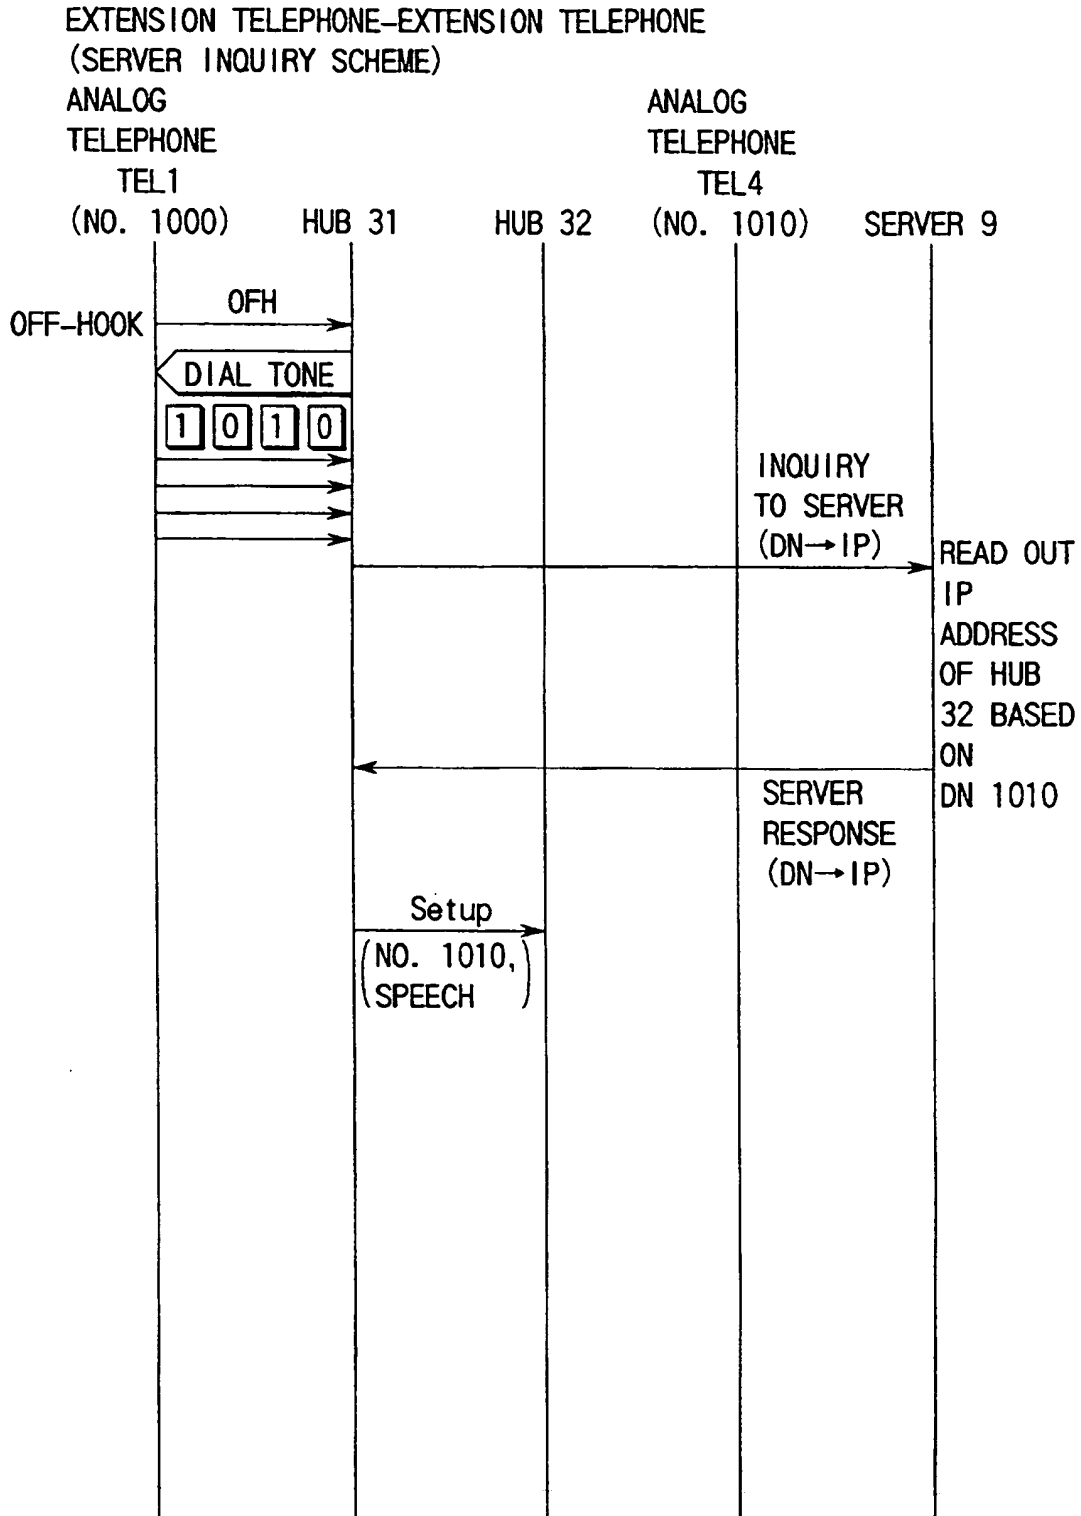 EXTENSION TELEPHONE–EXTENSION TELEPHONE
(SERVER INQUIRY SCHEME)
ANALOG
TELEPHONE
TEL1
(NO. 1000)
HUB 31
HUB 32
ANALOG
TELEPHONE
TEL4
(NO. 1010)
SERVER 9
OFF–HOOK
OFH
DIAL TONE
1 0 1 0
INQUIRY
TO SERVER
(DN→IP)
READ OUT
IP
ADDRESS
OF HUB
32 BASED
ON
DN 1010
SERVER
RESPONSE
(DN→IP)
Setup
(NO. 1010,
SPEECH )